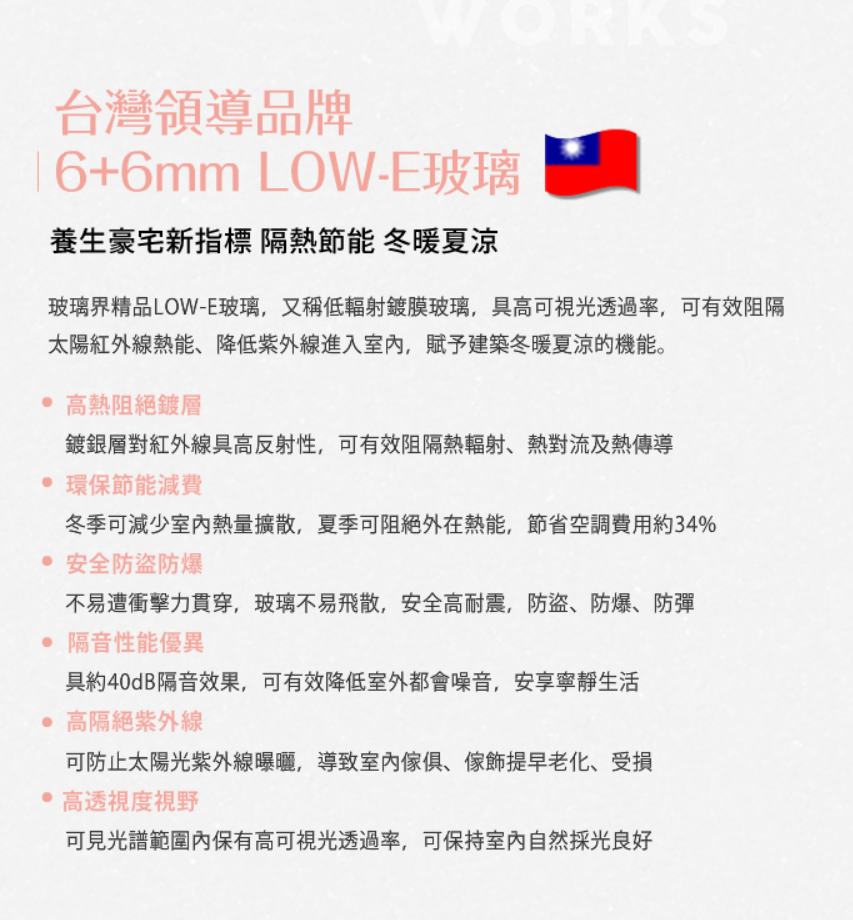 WORKS
台灣領導品牌
6+6mm LOW-E玻璃
養生豪宅新指標 隔熱節能 冬暖夏涼
玻璃界精品LOW-E玻璃，又稱低輻射鍍膜玻璃，具高可視光透過率，可有效阻隔
太陽紅外線熱能、降低紫外線進入室內，賦予建築冬暖夏涼的機能。
• 高熱阻絕鍍層
鍍銀層對紅外線具高反射性，可有效阻隔熱輻射、熱對流及熱傳導
• 環保節能減費
冬季可減少室內熱量擴散，夏季可阻絕外在熱能，節省空調費用約34%
• 安全防盜防爆
不易遭衝擊力貫穿，玻璃不易飛散，安全高耐震，防盜、防爆、防彈
• 隔音性能優異
具約40dB隔音效果，可有效降低室外都會噪音，安享寧靜生活
• 高隔絕紫外線
可防止太陽光紫外線曝曬，導致室內傢俱、傢飾提早老化、受損
• 高透視度視野
可見光譜範圍內保有高可視光透過率，可保持室內自然採光良好